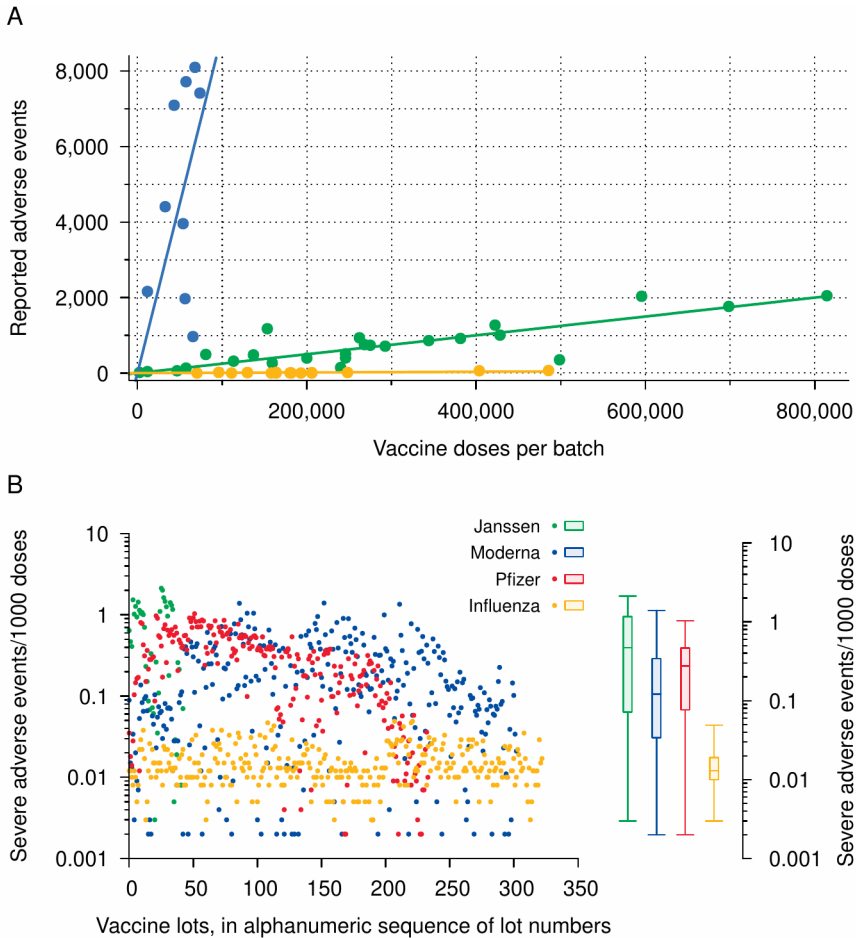 A
8,000
6,000
4,000
2,000
0
Reported adverse events
0 200,000 400,000 600,000 800,000
Vaccine doses per batch
B
Severe adverse events/1000 doses
10
1
0.1
0.01
0.001
0 50 100 150 200 250 300 350
Vaccine lots, in alphanumeric sequence of lot numbers
Janssen
Moderna
Pfizer
Influenza
10
1
0.1
0.01
0.001
Severe adverse events/1000 doses